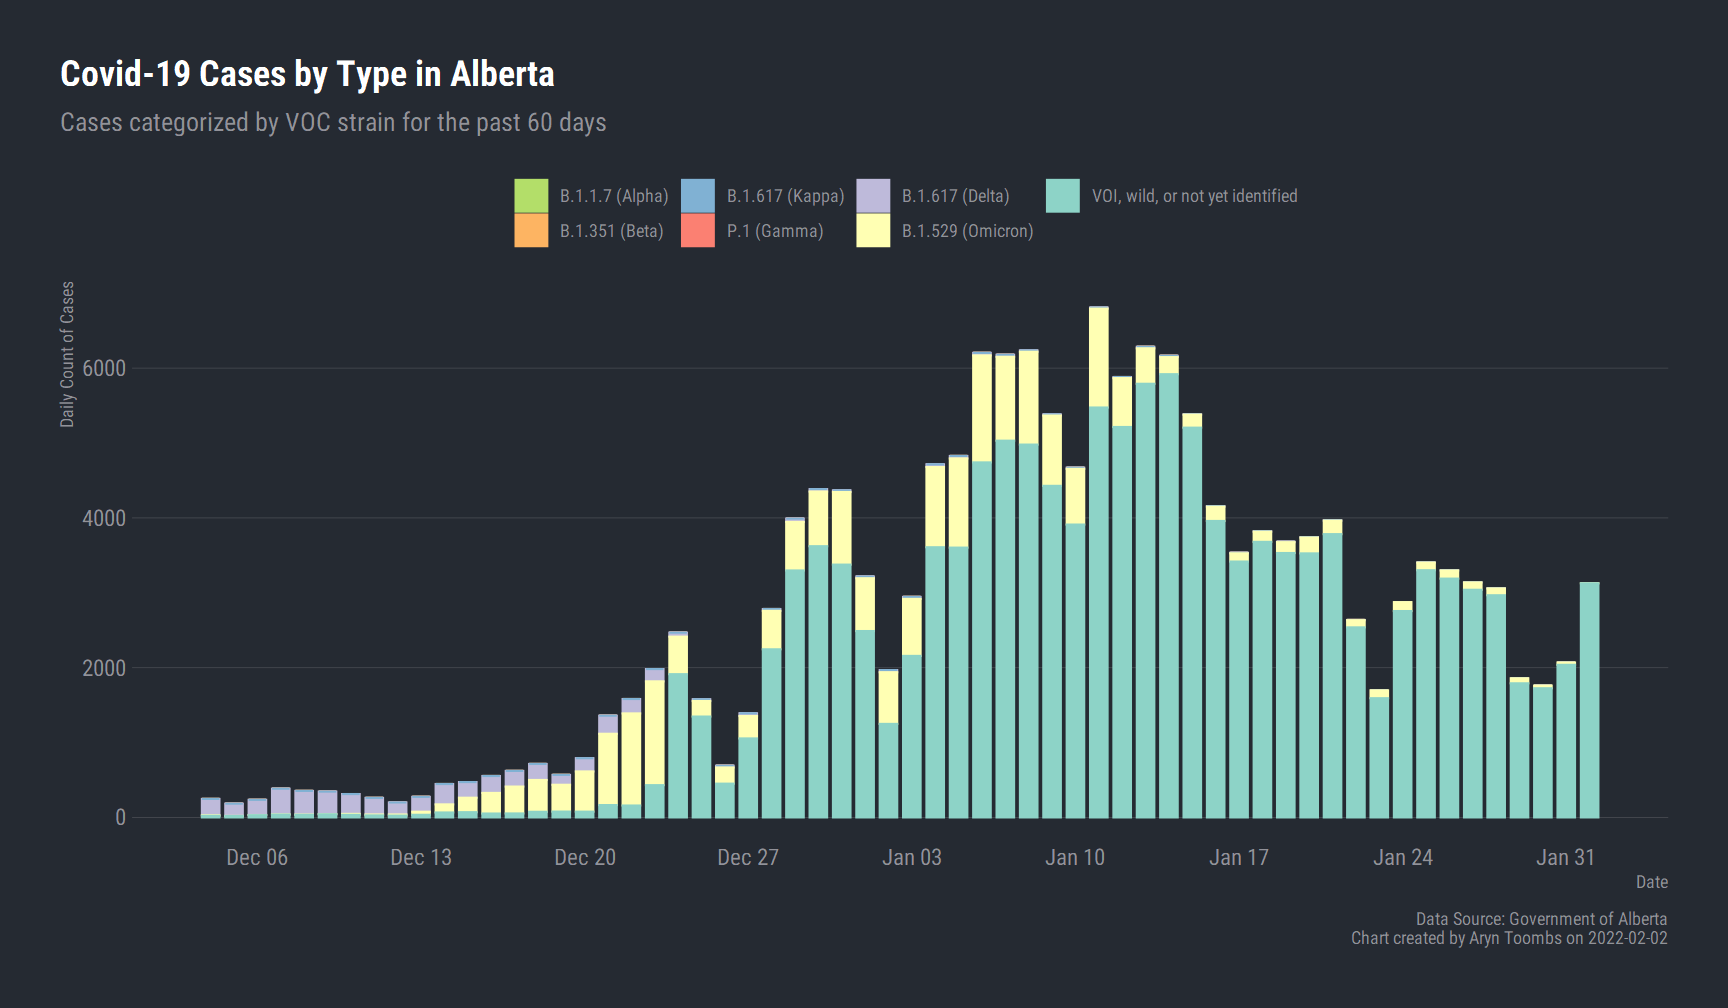 Covid-19 Cases by Type in Alberta
Cases categorized by VOC strain for the past 60 days
B.1.1.7 (Alpha) B.1.617 (Kappa) B.1.617 (Delta) VOI, wild, or not yet identified
B.1.351 (Beta) P.1 (Gamma) B.1.529 (Omicron)
Daily Count of Cases
6000
4000
2000
0
Dec 06 Dec 13 Dec 20 Dec 27 Jan 03 Jan 10 Jan 17 Jan 24 Jan 31
Date
Data Source: Government of Alberta
Chart created by Aryn Toombs on 2022-02-02